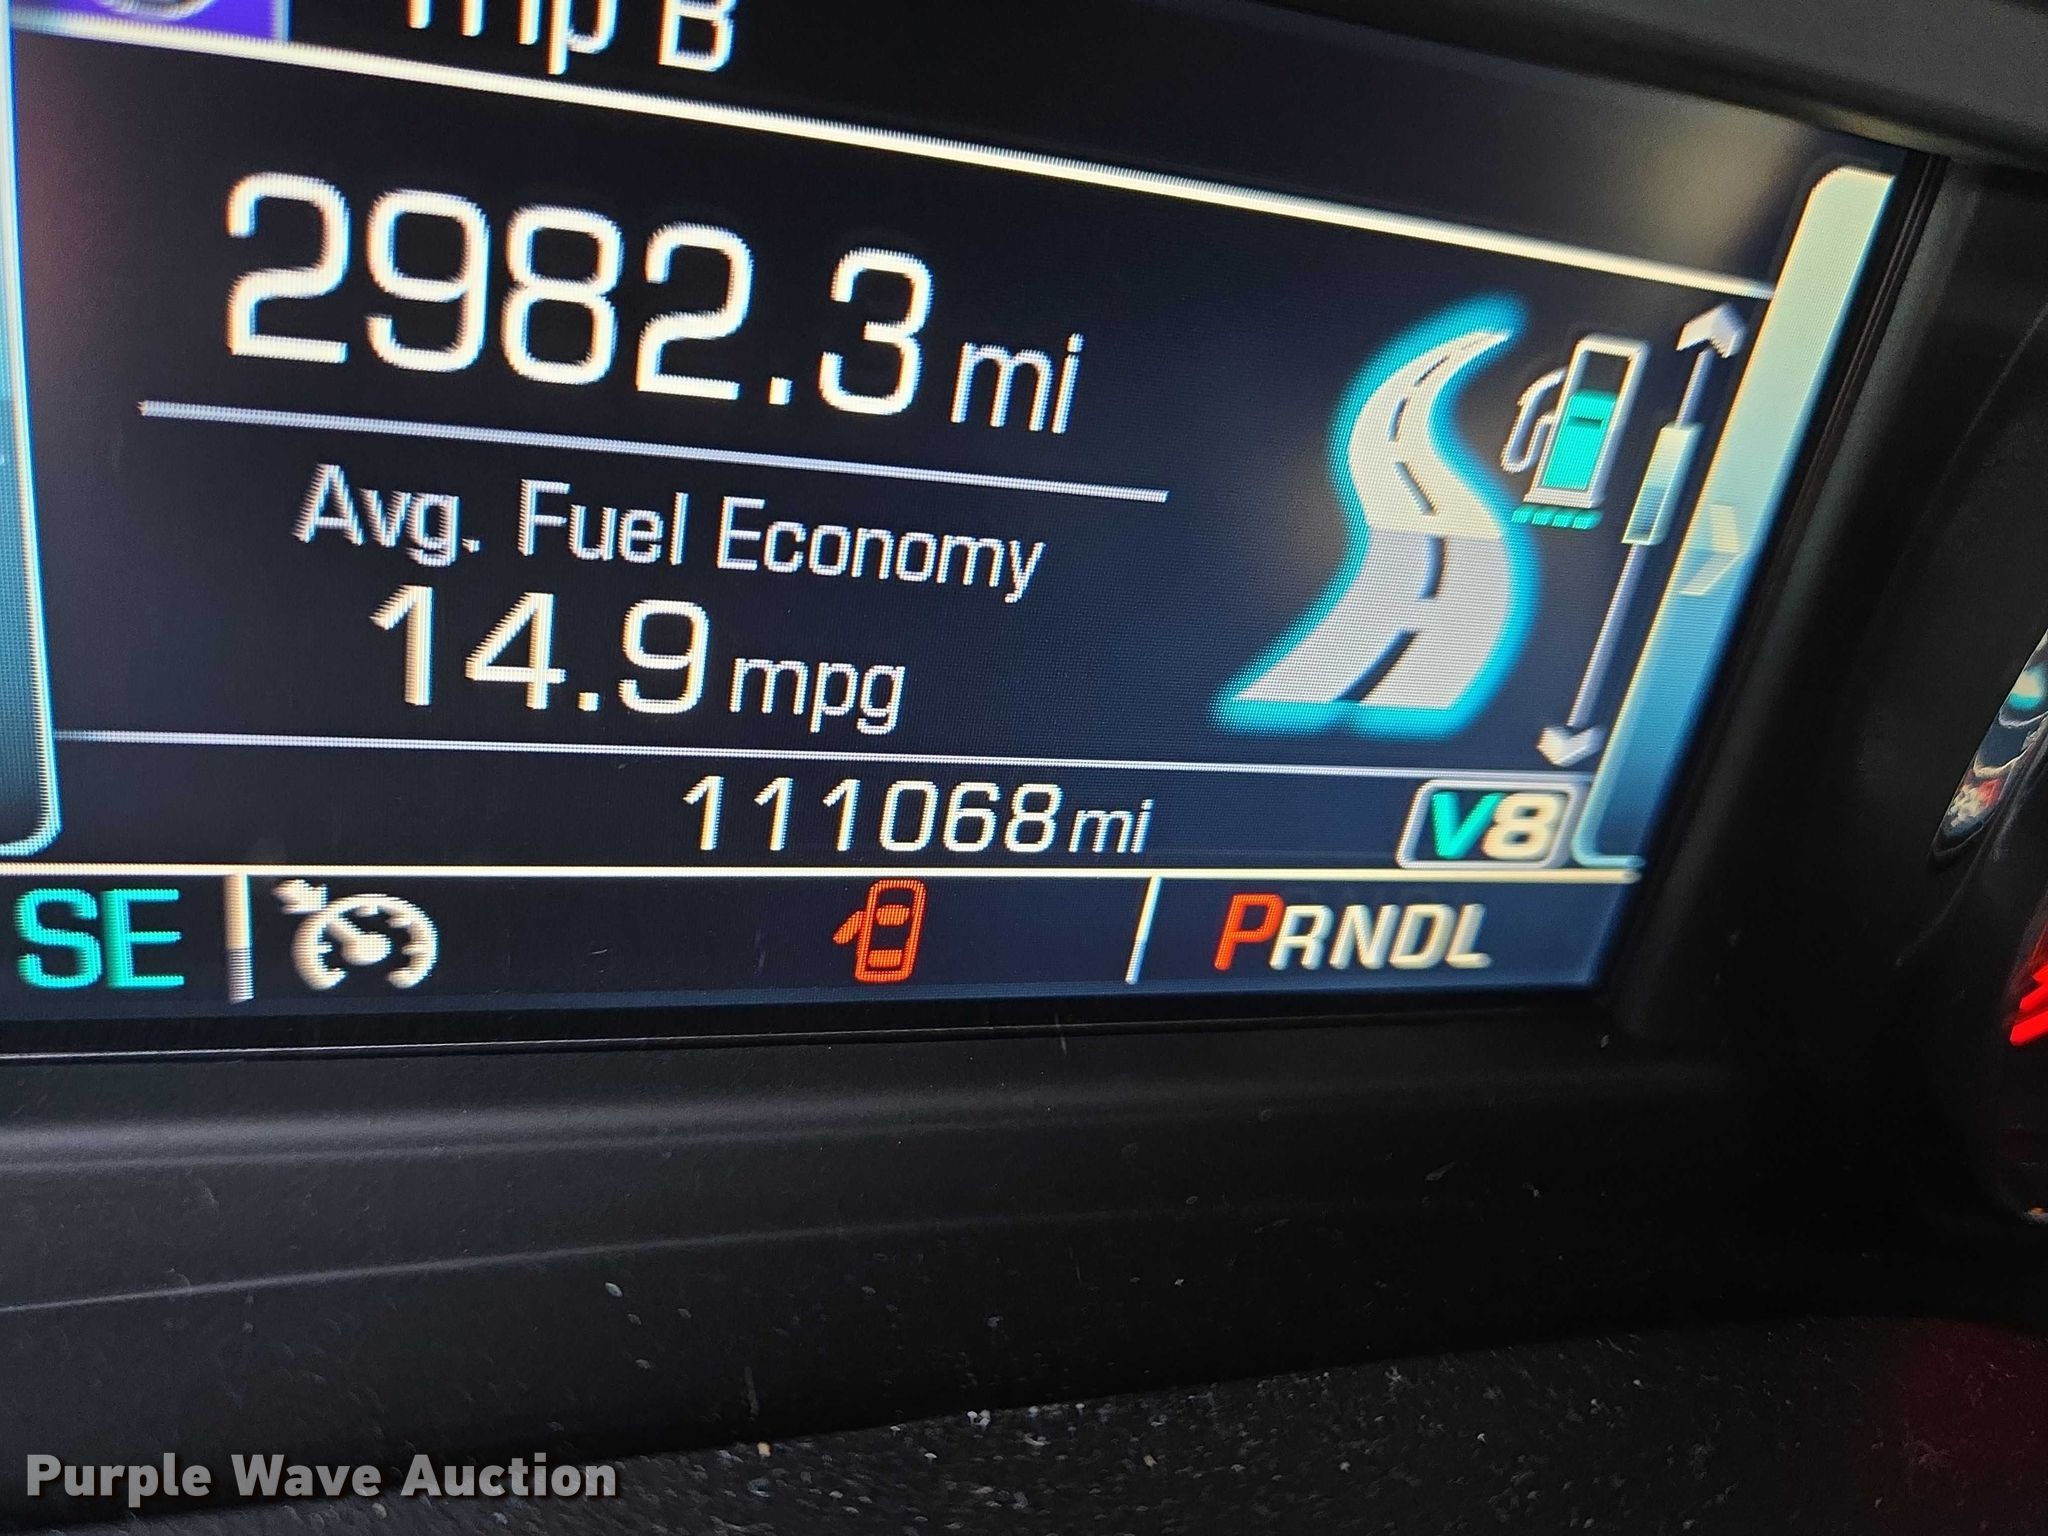 Trip B
2982.3 mi
Avg. Fuel Economy
14.9 mpg
111068 mi
V8
SE
PRNDL
Purple Wave Auction